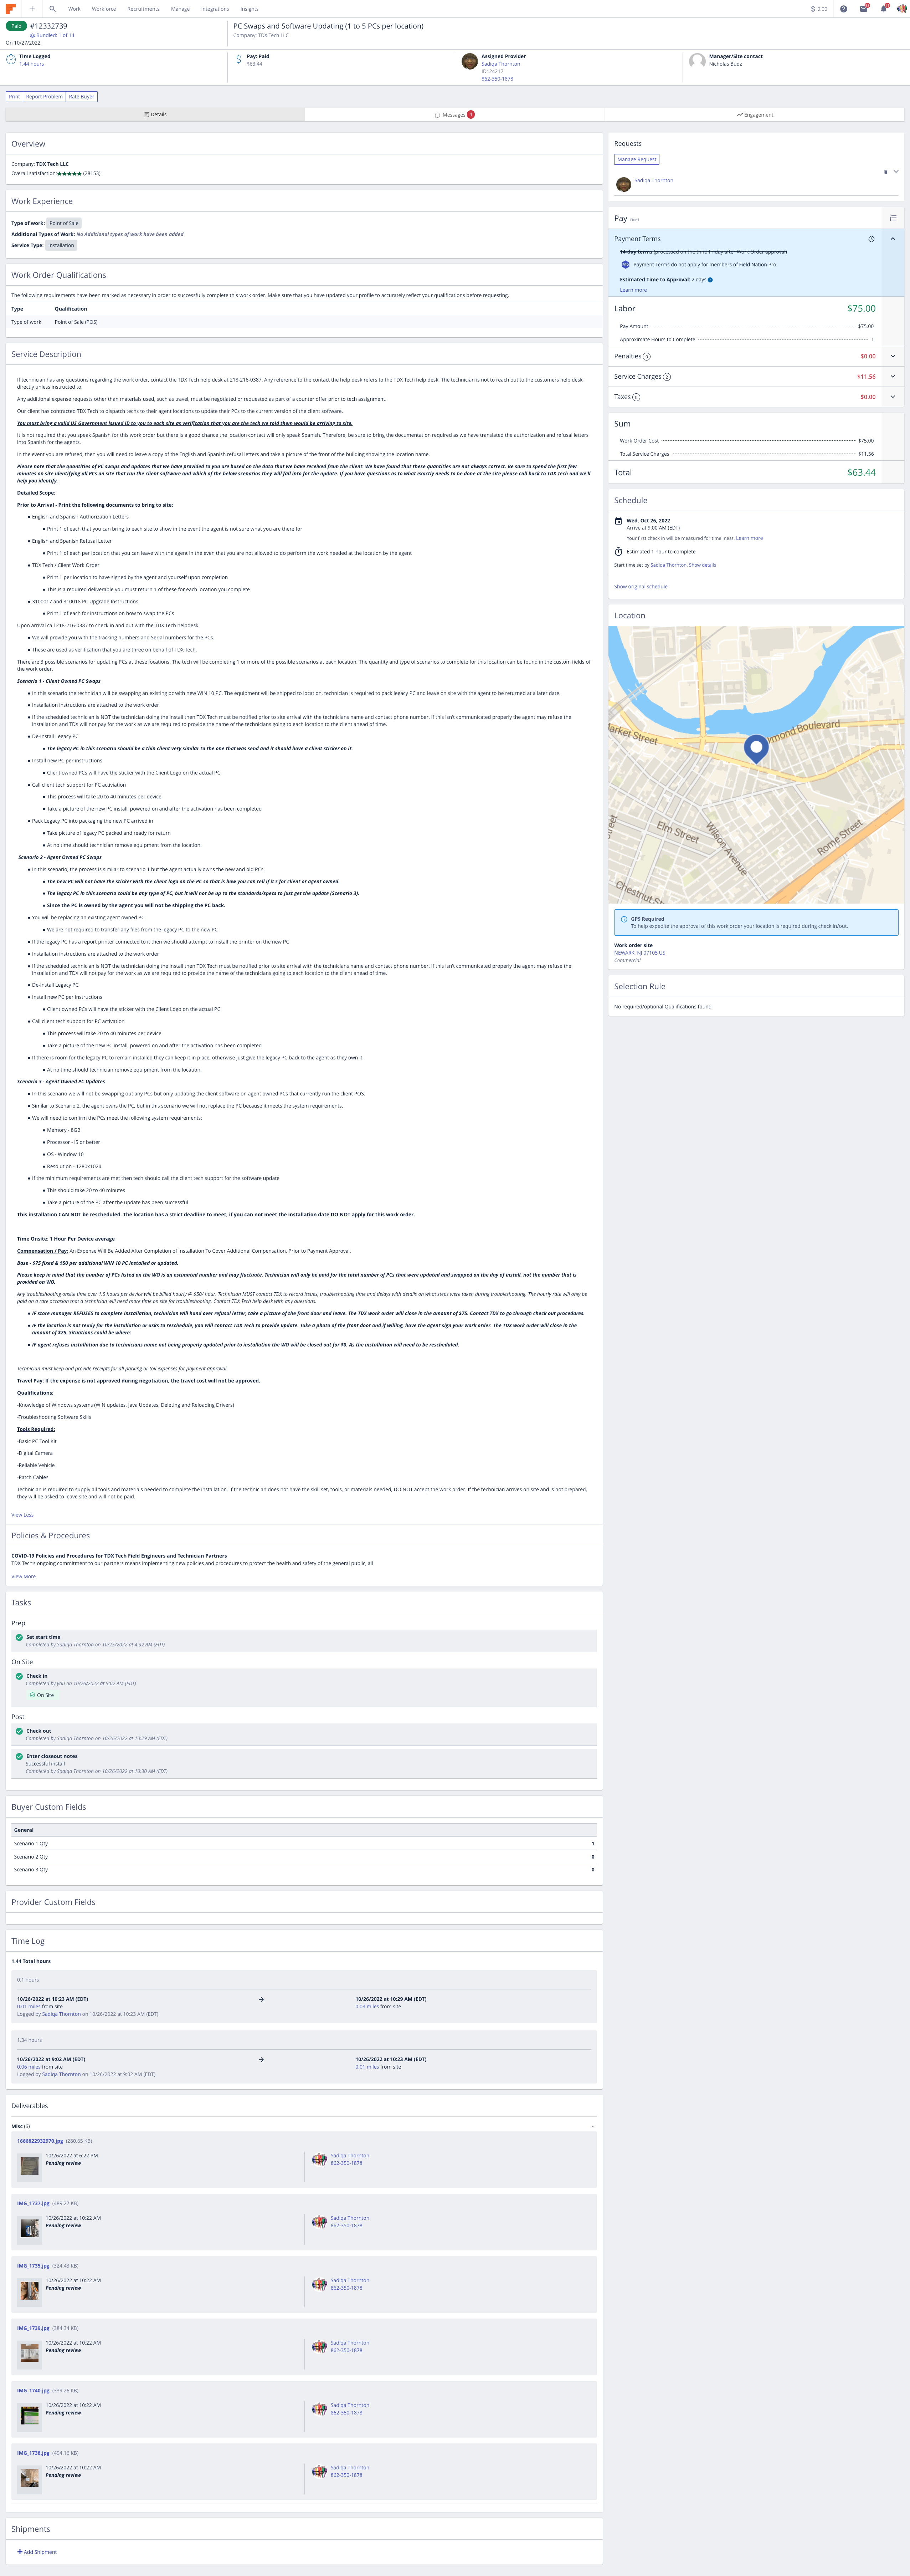 Work Workforce Recruitments Manage Integrations Insights
$ 0.00
Paid #12332739
Bundled: 1 of 14
On 10/27/2022
PC Swaps and Software Updating (1 to 5 PCs per location)
Company: TDX Tech LLC
Time Logged
1.44 hours
Pay: Paid
$63.44
Assigned Provider
Sadiqa Thornton
ID: 24217
862-350-1878
Manager/Site contact
Nicholas Budz
Print Report Problem Rate Buyer
Details
Messages
Engagement
Overview
Company: TDX Tech LLC
Overall satisfaction: ★★★★★ (28153)
Work Experience
Type of work: Point of Sale
Additional Types of Work: No Additional types of work have been added
Service Type: Installation
Work Order Qualifications
The following requirements have been marked as necessary in order to successfully complete this work order. Make sure that you have updated your profile to accurately reflect your qualifications before requesting.
Type Qualification
Type of work Point of Sale (POS)
Service Description
If technician has any questions regarding the work order, contact the TDX Tech help desk at 218-216-0387. Any reference to the contact the help desk refers to the TDX Tech help desk. The technician is not to reach out to the customers help desk
directly unless instructed to.
Any additional expense requests other than materials used, such as travel, must be negotiated or requested as part of a counter offer prior to tech assignment.
Our client has contracted TDX Tech to dispatch techs to their agent locations to update their PCs to the current version of the client software.
You must bring a valid US Government issued ID to you to each site as verification that you are the tech we told them would be arriving to site.
It is not required that you speak Spanish for this work order but there is a good chance the location contact will only speak Spanish. Therefore, be sure to bring the documentation required as we have translated the authorization and refusal letters
into Spanish for the agents.
In the event you are refused, then you will need to leave a copy of the English and Spanish refusal letters and take a picture of the front of the building showing the location name.
Please note that the quantities of PC swaps and updates that we have provided to you are based on data that we have received from the client. We have found that these quantities are not always correct. Be sure to spend the first few
minutes on site identifying all PCs on site that run the client software and which of the below scenarios they will fall into for the update. If you have questions as to what exactly needs to be done at the site please call back to TDX Tech and we'll
help you identify.
Detailed Scope:
Prior to Arrival - Print the following documents to bring to site:
● English and Spanish Authorization Letters
● Print 1 of each that you can bring to each site to show in the event the agent is not sure what you are there for
● English and Spanish Refusal Letter
● Print 1 of each per location that you can leave with the agent in the even that you are not allowed to do perform the work needed at the location by the agent
● TDX Tech / Client Work Order
● Print 1 per location to have signed by the agent and yourself upon completion
● This is a required deliverable you must return 1 of these for each location you complete
● 3100017 and 310018 PC Upgrade Instructions
● Print 1 of each for instructions on how to swap the PCs
Upon arrival call 218-216-0387 to check in and out with the TDX Tech helpdesk.
● We will provide you with the tracking numbers and Serial numbers for the PCs.
● These are used as verification that you are three on behalf of TDX Tech.
There are 3 possible scenarios for updating PCs at these locations. The tech will be completing 1 or more of the possible scenarios at each location. The quantity and type of scenarios to complete for this location can be found in the custom fields of
the work order.
Scenario 1 - Client Owned PC Swaps
● In this scenario the technician will be swapping an existing pc with new WIN 10 PC. The equipment will be shipped to location, technician is required to pack legacy PC and leave on site with the agent to be returned at a later date.
● Installation instructions are attached to the work order
● If the scheduled technician is NOT the technician doing the install then TDX Tech must be notified prior to site arrival with the technicians name and contact phone number. If this isn't communicated properly the agent may refuse the
installation and TDX will not pay for the work as we are required to provide the name of the technicians going to each location to the client ahead of time.
● De-Install Legacy PC
● The legacy PC in this scenario should be a thin client very similar to the one that was send and it should have a client sticker on it.
● Install new PC per instructions
● Client owned PCs will have the sticker with the Client Logo on the actual PC
● Call client tech support for PC activiation
● This process will take 20 to 40 minutes per device
● Take a picture of the new PC install, powered on and after the activation has been completed
● Pack Legacy PC into packaging the new PC arrived in
● Take picture of legacy PC packed and ready for return
● At no time should technician remove equipment from the location.
Scenario 2 - Agent Owned PC Swaps
● In this scenario, the process is similar to scenario 1 but the agent actually owns the new and old PCs.
● The new PC will not have the sticker with the client logo on the PC so that is how you can tell if it's for client or agent owned.
● The legacy PC in this scenario could be any type of PC, but it will not be up to the standards/specs to just get the update (Scenario 3).
● Since the PC is owned by the agent you will not be shipping the PC back.
● You will be replacing an existing agent owned PC.
● We are not required to transfer any files from the legacy PC to the new PC
● If the legacy PC has a report printer connected to it then we should attempt to install the printer on the new PC
● Installation instructions are attached to the work order
● If the scheduled technician is NOT the technician doing the install then TDX Tech must be notified prior to site arrival with the technicians name and contact phone number. If this isn't communicated properly the agent may refuse the
installation and TDX will not pay for the work as we are required to provide the name of the technicians going to each location to the client ahead of time.
● De-Install Legacy PC
● Install new PC per instructions
● Client owned PCs will have the sticker with the Client Logo on the actual PC
● Call client tech support for PC activation
● This process will take 20 to 40 minutes per device
● Take a picture of the new PC install, powered on and after the activation has been completed
● If there is room for the legacy PC to remain installed they can keep it in place; otherwise just give the legacy PC back to the agent as they own it.
● At no time should technician remove equipment from the location.
Scenario 3 - Agent Owned PC Updates
● In this scenario we will not be swapping out any PCs but only updating the client software on agent owned PCs that currently run the client POS.
● Similar to Scenario 2, the agent owns the PC, but in this scenario we will not replace the PC because it meets the system requirements.
● We will need to confirm the PCs meet the following system requirements:
● Memory - 8GB
● Processor - i5 or better
● OS - Window 10
● Resolution - 1280x1024
● If the minimum requirements are met then tech should call the client tech support for the software update
● This should take 20 to 40 minutes
● Take a picture of the PC after the update has been successful
This installation CAN NOT be rescheduled. The location has a strict deadline to meet, if you can not meet the installation date DO NOT apply for this work order.
Time Onsite: 1 Hour Per Device average
Compensation / Pay: An Expense Will Be Added After Completion of Installation To Cover Additional Compensation. Prior to Payment Approval.
Base - $75 fixed & $50 per additional WIN 10 PC installed or updated.
Please keep in mind that the number of PCs listed on the WO is an estimated number and may fluctuate. Technician will only be paid for the total number of PCs that were updated and swapped on the day of install, not the number that is
provided on WO.
Any troubleshooting onsite time over 1.5 hours per device will be billed hourly @ $50/ hour. Technician MUST contact TDX to record issues, troubleshooting time and delays with details on what steps were taken during troubleshooting. The hourly rate will only be
paid on a rare occasion that a technician will need more time on site for troubleshooting. Contact TDX Tech help desk with any questions.
● IF store manager REFUSES to complete installation, technician will hand over refusal letter, take a picture of the front door and leave. The TDX work order will close in the amount of $75. Contact TDX to go through check out procedures.
● IF the location is not ready for the installation or asks to reschedule, you will contact TDX Tech to provide update. Take a photo of the front door and if willing, have the agent sign your work order. The TDX work order will close in the
amount of $75. Situations could be where:
● IF agent refuses installation due to technicians name not being properly updated prior to installation the WO will be closed out for $0. As the installation will need to be rescheduled.
Technician must keep and provide receipts for all parking or toll expenses for payment approval.
Travel Pay: If the expense is not approved during negotiation, the travel cost will not be approved.
Qualifications:
-Knowledge of Windows systems (WIN updates, Java Updates, Deleting and Reloading Drivers)
-Troubleshooting Software Skills
Tools Required:
-Basic PC Tool Kit
-Digital Camera
-Reliable Vehicle
-Patch Cables
Technician is required to supply all tools and materials needed to complete the installation. If the technician does not have the skill set, tools, or materials needed, DO NOT accept the work order. If the technician arrives on site and is not prepared,
they will be asked to leave site and will not be paid.
View Less
Policies & Procedures
COVID-19 Policies and Procedures for TDX Tech Field Engineers and Technician Partners
TDX Tech's ongoing commitment to our partners means implementing new policies and procedures to protect the health and safety of the general public, all
View More
Tasks
Prep
Set start time
Completed by Sadiqa Thornton on 10/25/2022 at 4:32 AM (EDT)
On Site
Check in
Completed by you on 10/26/2022 at 9:02 AM (EDT)
On Site
Post
Check out
Completed by Sadiqa Thornton on 10/26/2022 at 10:29 AM (EDT)
Enter closeout notes
Successful install
Completed by Sadiqa Thornton on 10/26/2022 at 10:30 AM (EDT)
Buyer Custom Fields
General
Scenario 1 Qty 1
Scenario 2 Qty 0
Scenario 3 Qty 0
Provider Custom Fields
Time Log
1.44 Total hours
0.1 hours
10/26/2022 at 10:23 AM (EDT) → 10/26/2022 at 10:29 AM (EDT)
0.01 miles from site 0.03 miles from site
Logged by Sadiqa Thornton on 10/26/2022 at 10:23 AM (EDT)
1.34 hours
10/26/2022 at 9:02 AM (EDT) → 10/26/2022 at 10:23 AM (EDT)
0.06 miles from site 0.01 miles from site
Logged by Sadiqa Thornton on 10/26/2022 at 9:02 AM (EDT)
Deliverables
Misc (6)
1666822932970.jpg (280.65 KB)
10/26/2022 at 6:22 PM
Pending review
Sadiqa Thornton
862-350-1878
IMG_1737.jpg (489.27 KB)
10/26/2022 at 10:22 AM
Pending review
Sadiqa Thornton
862-350-1878
IMG_1735.jpg (324.43 KB)
10/26/2022 at 10:22 AM
Pending review
Sadiqa Thornton
862-350-1878
IMG_1739.jpg (384.34 KB)
10/26/2022 at 10:22 AM
Pending review
Sadiqa Thornton
862-350-1878
IMG_1740.jpg (339.26 KB)
10/26/2022 at 10:22 AM
Pending review
Sadiqa Thornton
862-350-1878
IMG_1738.jpg (494.16 KB)
10/26/2022 at 10:22 AM
Pending review
Sadiqa Thornton
862-350-1878
Shipments
+ Add Shipment
Requests
Manage Request
Sadiqa Thornton
Pay Fixed
Payment Terms
14-day terms (processed on the third Friday after Work Order approval)
PRO Payment Terms do not apply for members of Field Nation Pro
Estimated Time to Approval: 2 days
Learn more
Labor $75.00
Pay Amount $75.00
Approximate Hours to Complete 1
Penalties 0 $0.00
Service Charges 2 $11.56
Taxes 0 $0.00
Sum
Work Order Cost $75.00
Total Service Charges $11.56
Total $63.44
Schedule
Wed, Oct 26, 2022
Arrive at 9:00 AM (EDT)
Your first check in will be measured for timeliness. Learn more
Estimated 1 hour to complete
Start time set by Sadiqa Thornton. Show details
Show original schedule
Location
arket Street
ymond Boulevard
Elm Street
Wilson Avenue
Rome Street
Chestnut St
GPS Required
To help expedite the approval of this work order your location is required during check in/out.
Work order site
NEWARK, NJ 07105 US
Commercial
Selection Rule
No required/optional Qualifications found